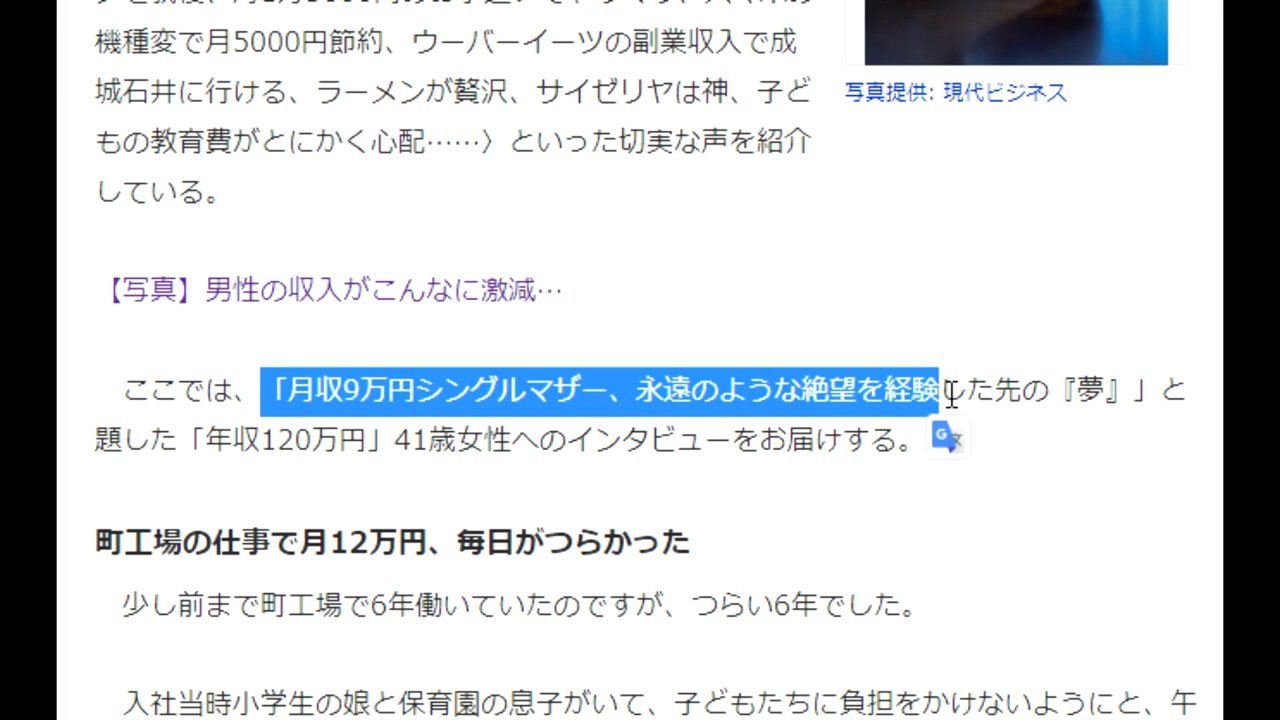 機種変で月5000円節約、ウーバーイーツの副業収入で成
城石井に行ける、ラーメンが贅沢、サイゼリヤは神、子ど
もの教育費がとにかく心配……〉といった切実な声を紹介
している。
写真提供: 現代ビジネス
【写真】男性の収入がこんなに激減…
ここでは、「月収9万円シングルマザー、永遠のような絶望を経験した先の『夢』」と
題した「年収120万円」41歳女性へのインタビューをお届けする。
町工場の仕事で月12万円、毎日がつらかった
少し前まで町工場で6年働いていたのですが、つらい6年でした。
入社当時小学生の娘と保育園の息子がいて、子どもたちに負担をかけないようにと、午